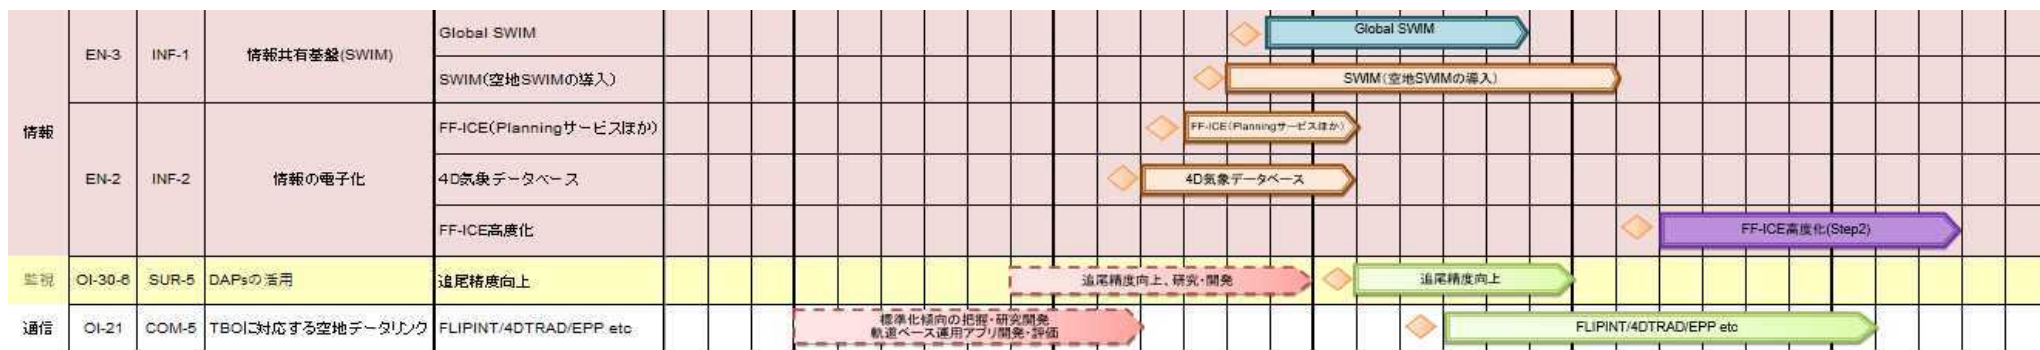 情報
EN-3
INF-1
情報共有基盤(SWIM)
Global SWIM
Global SWIM
SWIM(空地SWIMの導入)
SWIM(空地SWIMの導入)
EN-2
INF-2
情報の電子化
FF-ICE(Planningサービスほか)
FF-ICE(Planningサービスほか)
4D気象データベース
4D気象データベース
FF-ICE高度化
FF-ICE高度化(Step2)
監視
OI-30-6
SUR-5
DAPsの活用
追尾精度向上
追尾精度向上、研究・開発
追尾精度向上
通信
OI-21
COM-5
TBOに対応する空地データリンク
FLIPINT/4DTRAD/EPP etc
標準化傾向の把握・研究開発
軌道ベース運用アプリ開発・評価
FLIPINT/4DTRAD/EPP etc